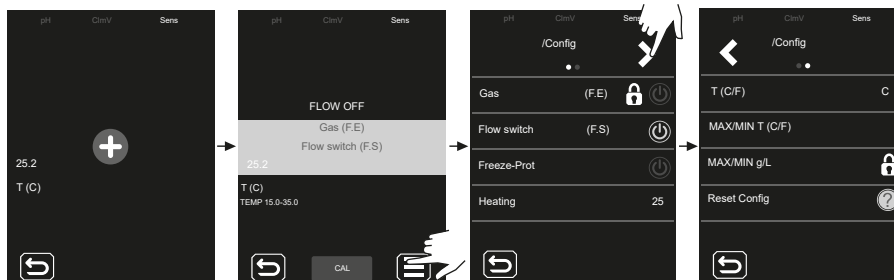 pH ClmV Sens
25.2
T (C)
pH ClmV Sens
FLOW OFF
Gas (F.E)
Flow switch (F.S)
25.2
T (C)
TEMP 15.0-35.0
CAL
pH ClmV Sens
/Config
Gas (F.E)
Flow switch (F.S)
Freeze-Prot
Heating 25
pH ClmV Sens
/Config
T (C/F) C
MAX/MIN T (C/F)
MAX/MIN g/L
Reset Config ?